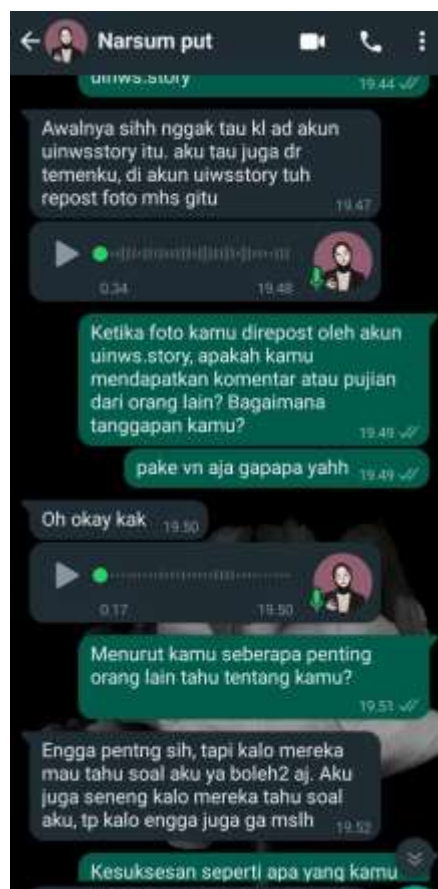 Narsum put
uinws.story 19.44
Awalnya sihh nggak tau kl ad akun
uinwsstory itu. aku tau juga dr
temenku, di akun uiwsstory tuh
repost foto mhs gitu 19.47
0.34 19.48
Ketika foto kamu direpost oleh akun
uinws.story, apakah kamu
mendapatkan komentar atau pujian
dari orang lain? Bagaimana
tanggapan kamu? 19.49
pake vn aja gapapa yahh 19.49
Oh okay kak 19.50
0.17 19.50
Menurut kamu seberapa penting
orang lain tahu tentang kamu?
19.51
Engga pentng sih, tapi kalo mereka
mau tahu soal aku ya boleh2 aj. Aku
juga seneng kalo mereka tahu soal
aku, tp kalo engga juga ga mslh 19.52
Kesuksesan seperti apa yang kamu